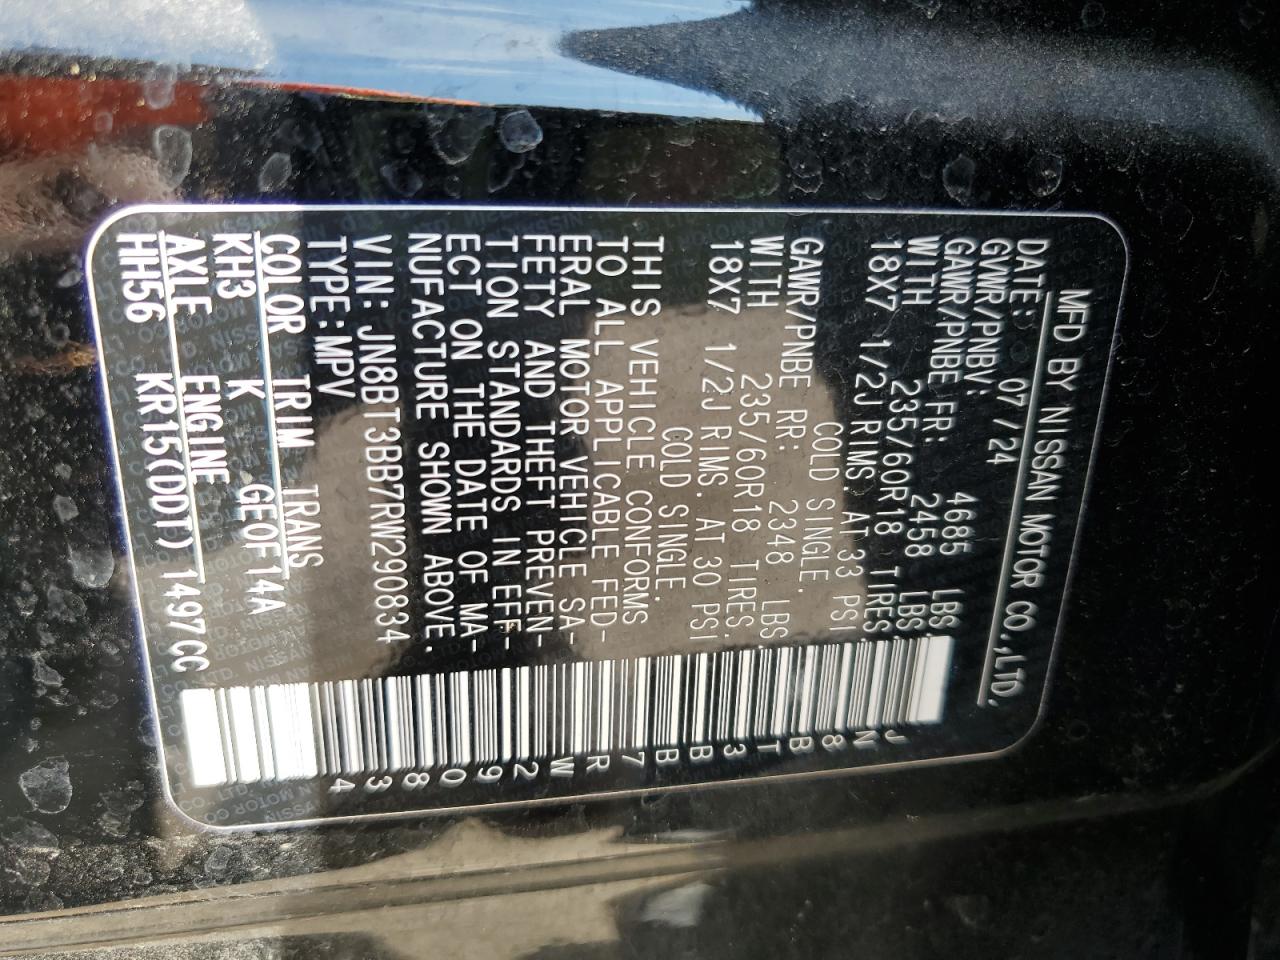 MFD BY NISSAN MOTOR CO.,LTD.
DATE: 07/24
GVWR/PNBV: 4685 LBS
GAWR/PNBE FR: 2458 LBS
WITH 235/60R18 TIRES
18X7 1/2J RIMS AT 33 PSI
COLD SINGLE.
GAWR/PNBE RR: 2348 LBS.
WITH 235/60R18 TIRES.
18X7 1/2J RIMS. AT 30 PSI
COLD SINGLE.
THIS VEHICLE CONFORMS
TO ALL APPLICABLE FED-
ERAL MOTOR VEHICLE SA-
FETY AND THEFT PREVEN-
TION STANDARDS IN EFF-
ECT ON THE DATE OF MA-
NUFACTURE SHOWN ABOVE.
VIN: JN8BT3BB7RW290834
TYPE:MPV
COLOR TRIM TRANS
KH3 K GE0F14A
AXLE ENGINE
HH56 KR15(DDT) 1497CC
JN8BT3BB7RW290834